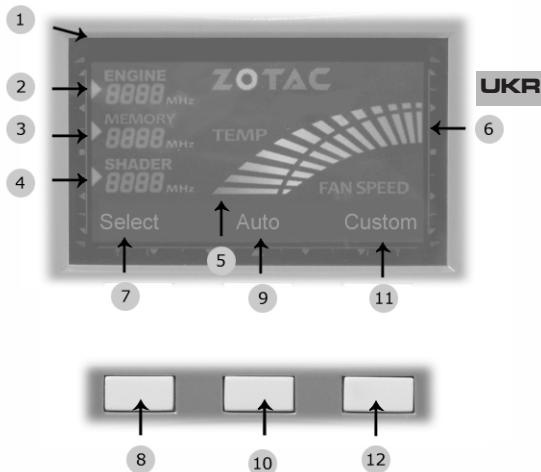 1
ENGINE
ZOTAC
2
8888 MHz
UKR
MEMORY
3
8888 MHz
TEMP
6
SHADER
4
8888 MHz
FAN SPEED
Select
Auto
Custom
5
7
9
11
8
10
12